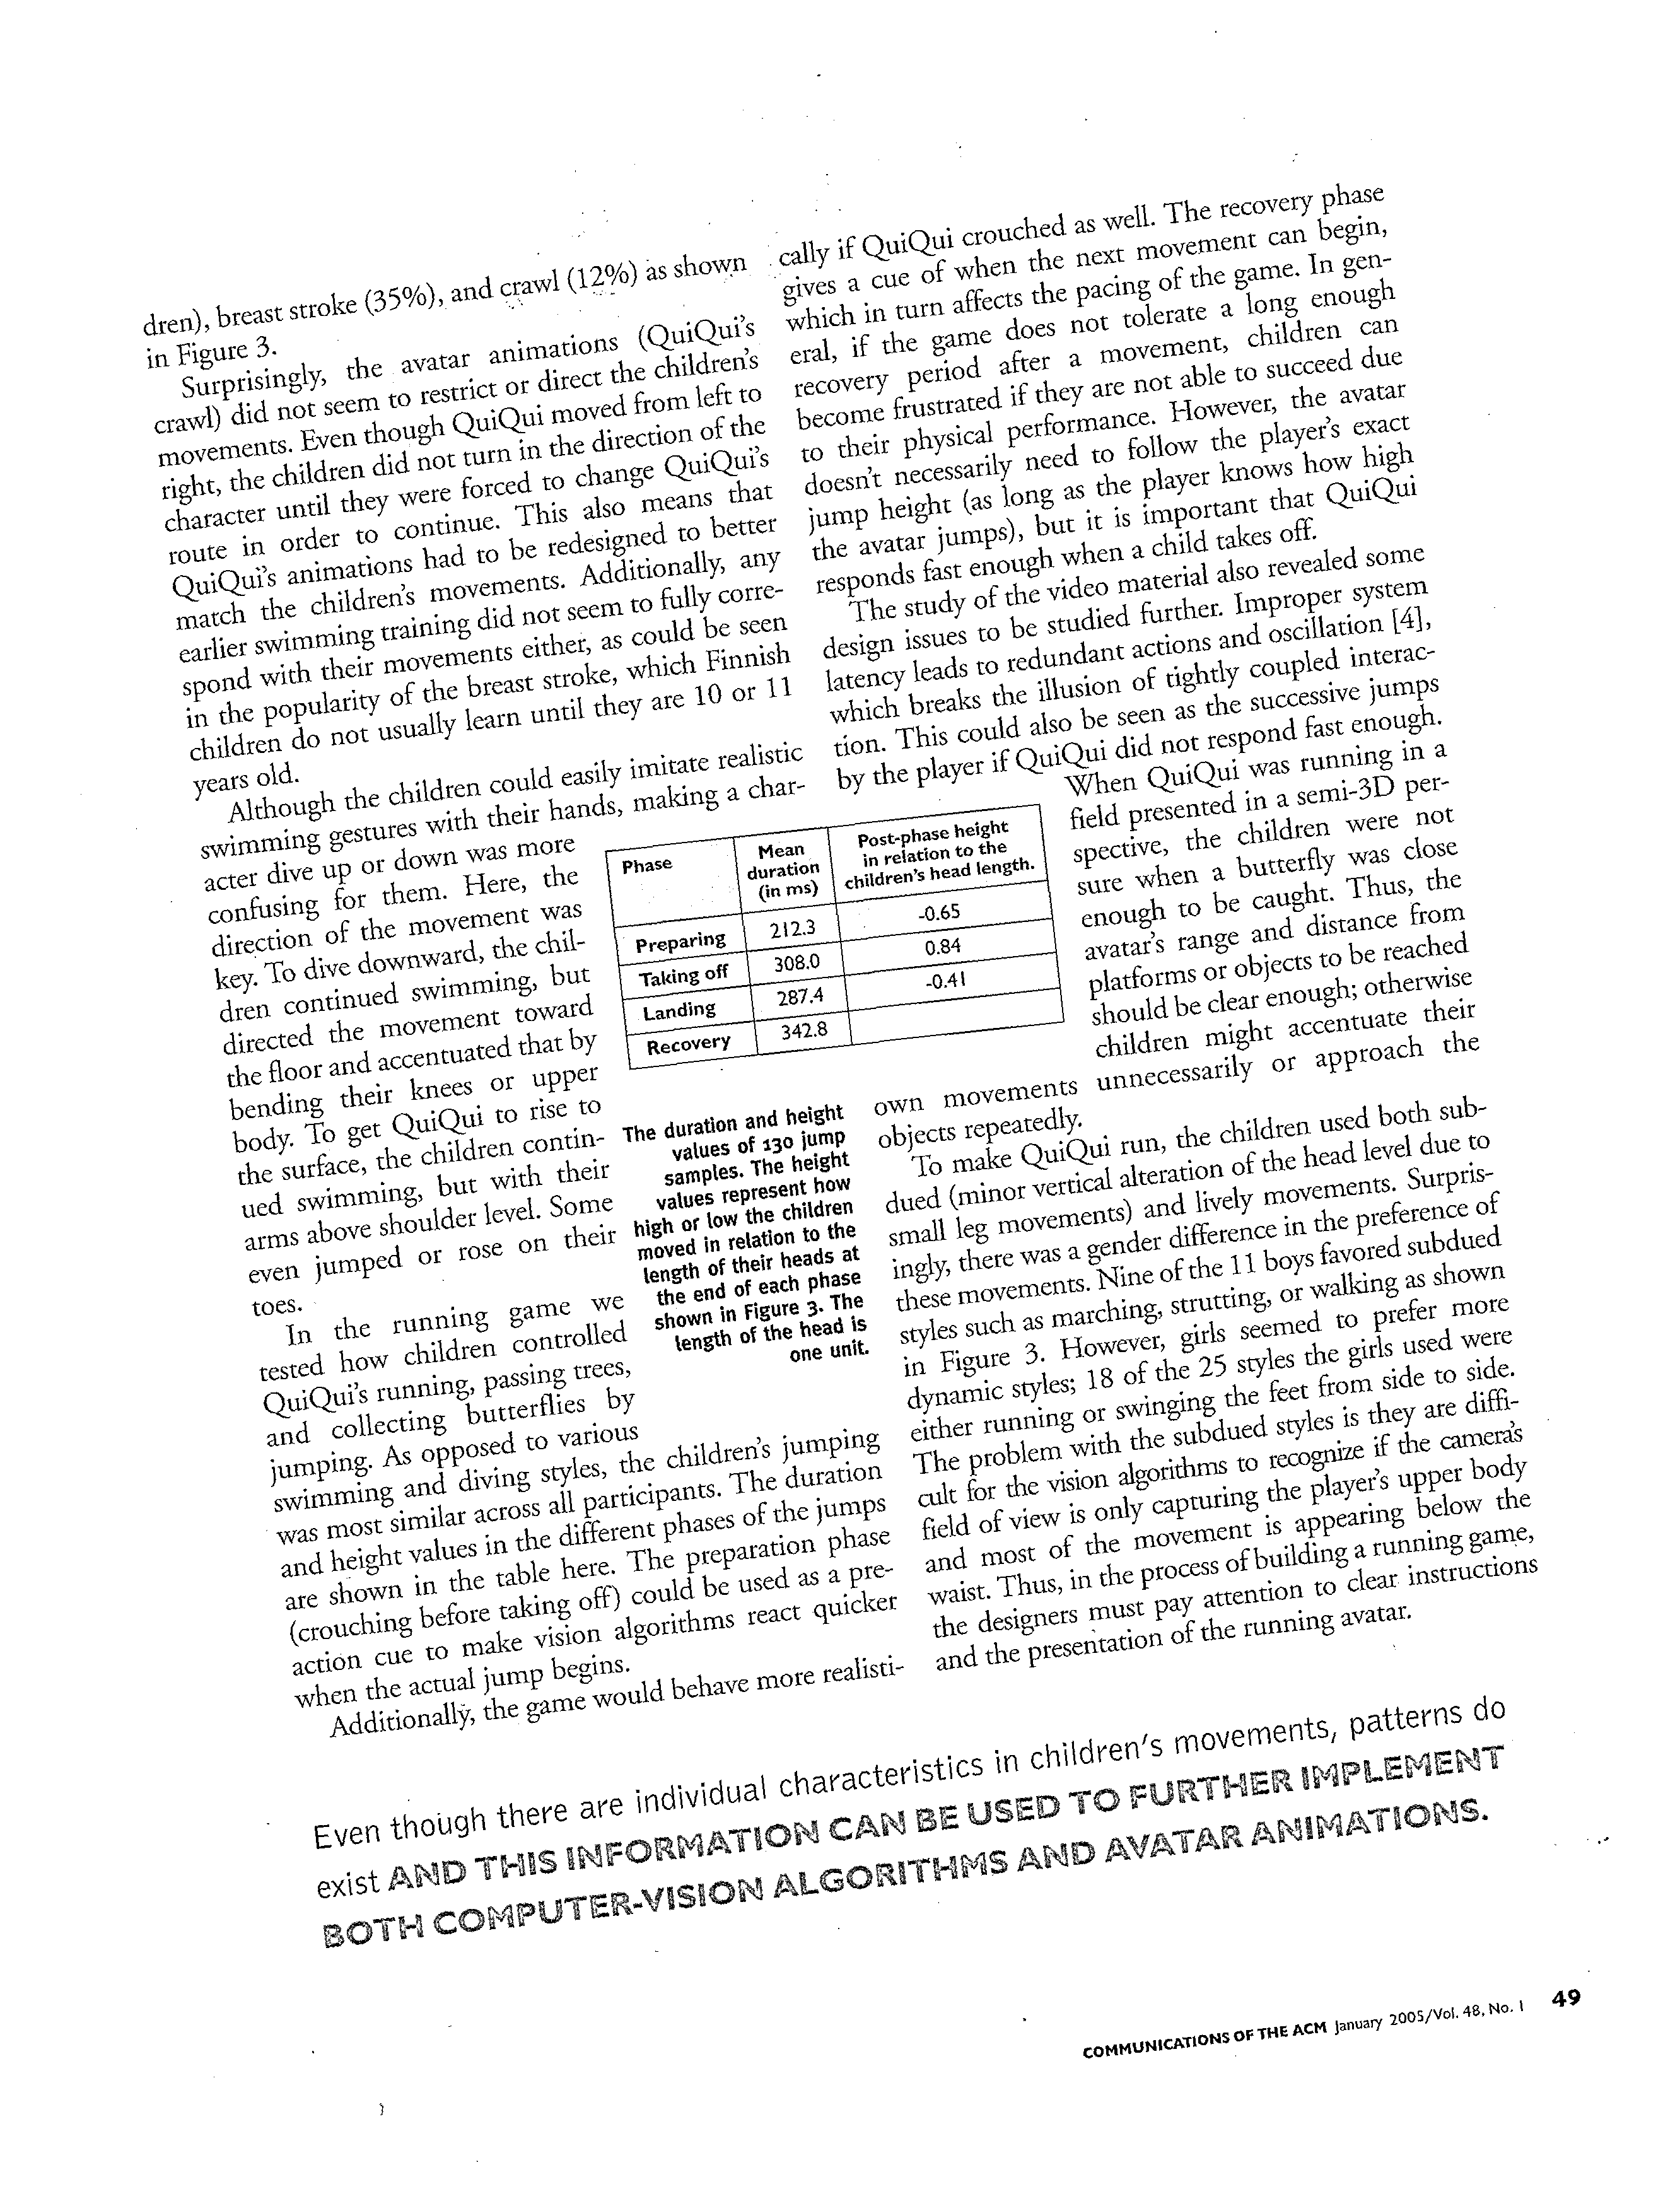 dren), breast stroke (35%), and crawl (12%) as shown
in Figure 3.
Surprisingly, the avatar animations (QuiQui's
crawl) did not seem to restrict or direct the children's
movements. Even though QuiQui moved from left to
right, the children did not turn in the direction of the
character until they were forced to change QuiQui's
route in order to continue. This also means that
QuiQui's animations had to be redesigned to better
match the children's movements. Additionally, any
earlier swimming training did not seem to fully corre-
spond with their movements either, as could be seen
in the popularity of the breast stroke, which Finnish
children do not usually learn until they are 10 or 11
years old.
Although the children could easily imitate realistic
swimming gestures with their hands, making a char-
acter dive up or down was more
confusing for them. Here, the
direction of the movement was
key. To dive downward, the chil-
dren continued swimming, but
directed the movement toward
the floor and accentuated that by
bending their knees or upper
body. To get QuiQui to rise to
the surface, the children contin-
ued swimming, but with their
arms above shoulder level. Some
even jumped or rose on their
toes.
In the running game we
tested how children controlled
QuiQui's running, passing trees,
and collecting butterflies by
jumping. As opposed to various
swimming and diving styles, the children's jumping
was most similar across all participants. The duration
and height values in the different phases of the jumps
are shown in the table here. The preparation phase
(crouching before taking off) could be used as a pre-
action cue to make vision algorithms react quicker
when the actual jump begins.
Additionally, the game would behave more realisti-
Phase
Mean
duration
(in ms)
Post-phase height
in relation to the
children's head length.
Preparing 212.3 -0.65
Taking off 308.0 0.84
Landing 287.4 -0.41
Recovery 342.8
The duration and height
values of 130 jump
samples. The height
values represent how
high or low the children
moved in relation to the
length of their heads at
the end of each phase
shown in Figure 3. The
length of the head is
one unit.
cally if QuiQui crouched as well. The recovery phase
gives a cue of when the next movement can begin,
which in turn affects the pacing of the game. In gen-
eral, if the game does not tolerate a long enough
recovery period after a movement, children can
become frustrated if they are not able to succeed due
to their physical performance. However, the avatar
doesn't necessarily need to follow the player's exact
jump height (as long as the player knows how high
the avatar jumps), but it is important that QuiQui
responds fast enough when a child takes off.
The study of the video material also revealed some
design issues to be studied further. Improper system
latency leads to redundant actions and oscillation [4],
which breaks the illusion of tightly coupled interac-
tion. This could also be seen as the successive jumps
by the player if QuiQui did not respond fast enough.
When QuiQui was running in a
field presented in a semi-3D per-
spective, the children were not
sure when a butterfly was close
enough to be caught. Thus, the
avatar's range and distance from
platforms or objects to be reached
should be clear enough; otherwise
children might accentuate their
own movements unnecessarily or approach the
objects repeatedly.
To make QuiQui run, the children used both sub-
dued (minor vertical alteration of the head level due to
small leg movements) and lively movements. Surpris-
ingly, there was a gender difference in the preference of
these movements. Nine of the 11 boys favored subdued
styles such as marching, strutting, or walking as shown
in Figure 3. However, girls seemed to prefer more
dynamic styles; 18 of the 25 styles the girls used were
either running or swinging the feet from side to side.
The problem with the subdued styles is they are diffi-
cult for the vision algorithms to recognize if the camera's
field of view is only capturing the player's upper body
and most of the movement is appearing below the
waist. Thus, in the process of building a running game,
the designers must pay attention to clear instructions
and the presentation of the running avatar.
Even though there are individual characteristics in children's movements, patterns do
exist AND THIS INFORMATION CAN BE USED TO FURTHER IMPLEMENT
BOTH COMPUTER-VISION ALGORITHMS AND AVATAR ANIMATIONS.
COMMUNICATIONS OF THE ACM January 2005/Vol. 48, No. 1 49